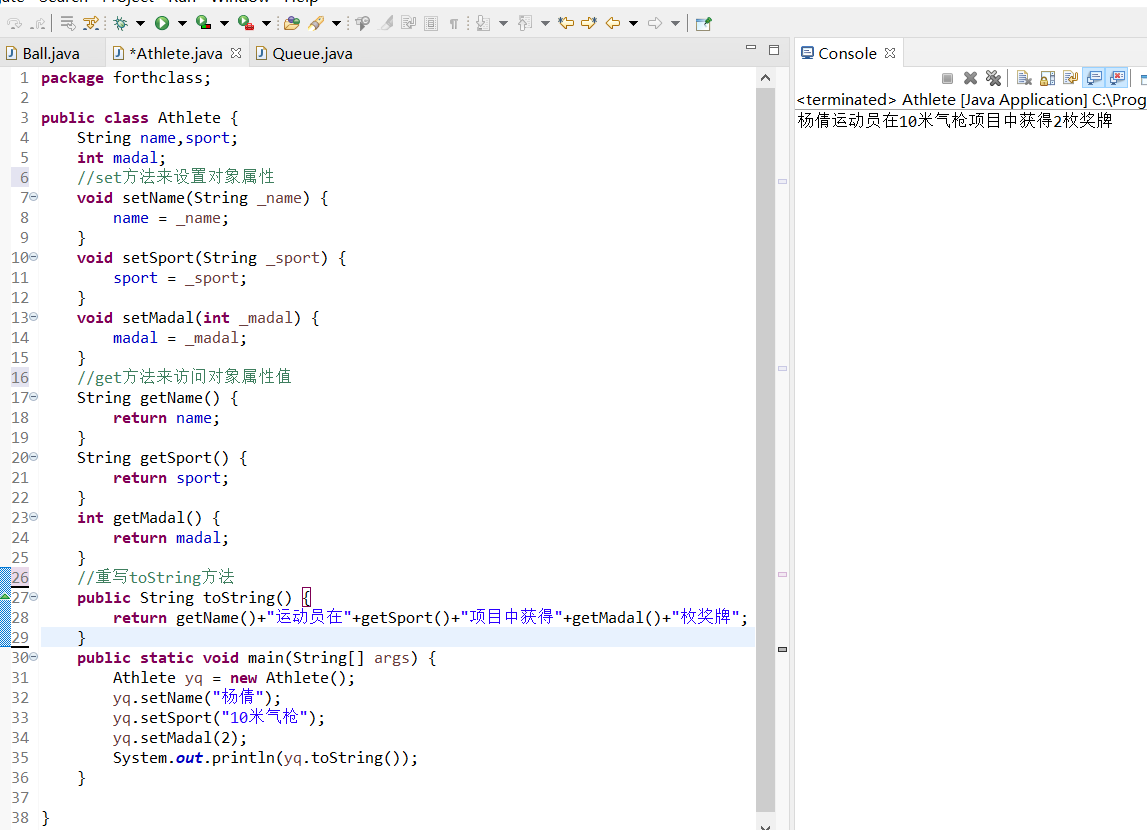 Search Project Run Window Help
Ball.java *Athlete.java Queue.java
1 package forthclass;
2
3 public class Athlete {
4 String name,sport;
5 int madal;
6 //set方法来设置对象属性
7 void setName(String _name) {
8 name = _name;
9 }
10 void setSport(String _sport) {
11 sport = _sport;
12 }
13 void setMadal(int _madal) {
14 madal = _madal;
15 }
16 //get方法来访问对象属性值
17 String getName() {
18 return name;
19 }
20 String getSport() {
21 return sport;
22 }
23 int getMadal() {
24 return madal;
25 }
26 //重写toString方法
27 public String toString() {
28 return getName()+"运动员在"+getSport()+"项目中获得"+getMadal()+"枚奖牌";
29 }
30 public static void main(String[] args) {
31 Athlete yq = new Athlete();
32 yq.setName("杨倩");
33 yq.setSport("10米气枪");
34 yq.setMadal(2);
35 System.out.println(yq.toString());
36 }
37
38 }
Console
<terminated> Athlete [Java Application] C:\Prog
杨倩运动员在10米气枪项目中获得2枚奖牌